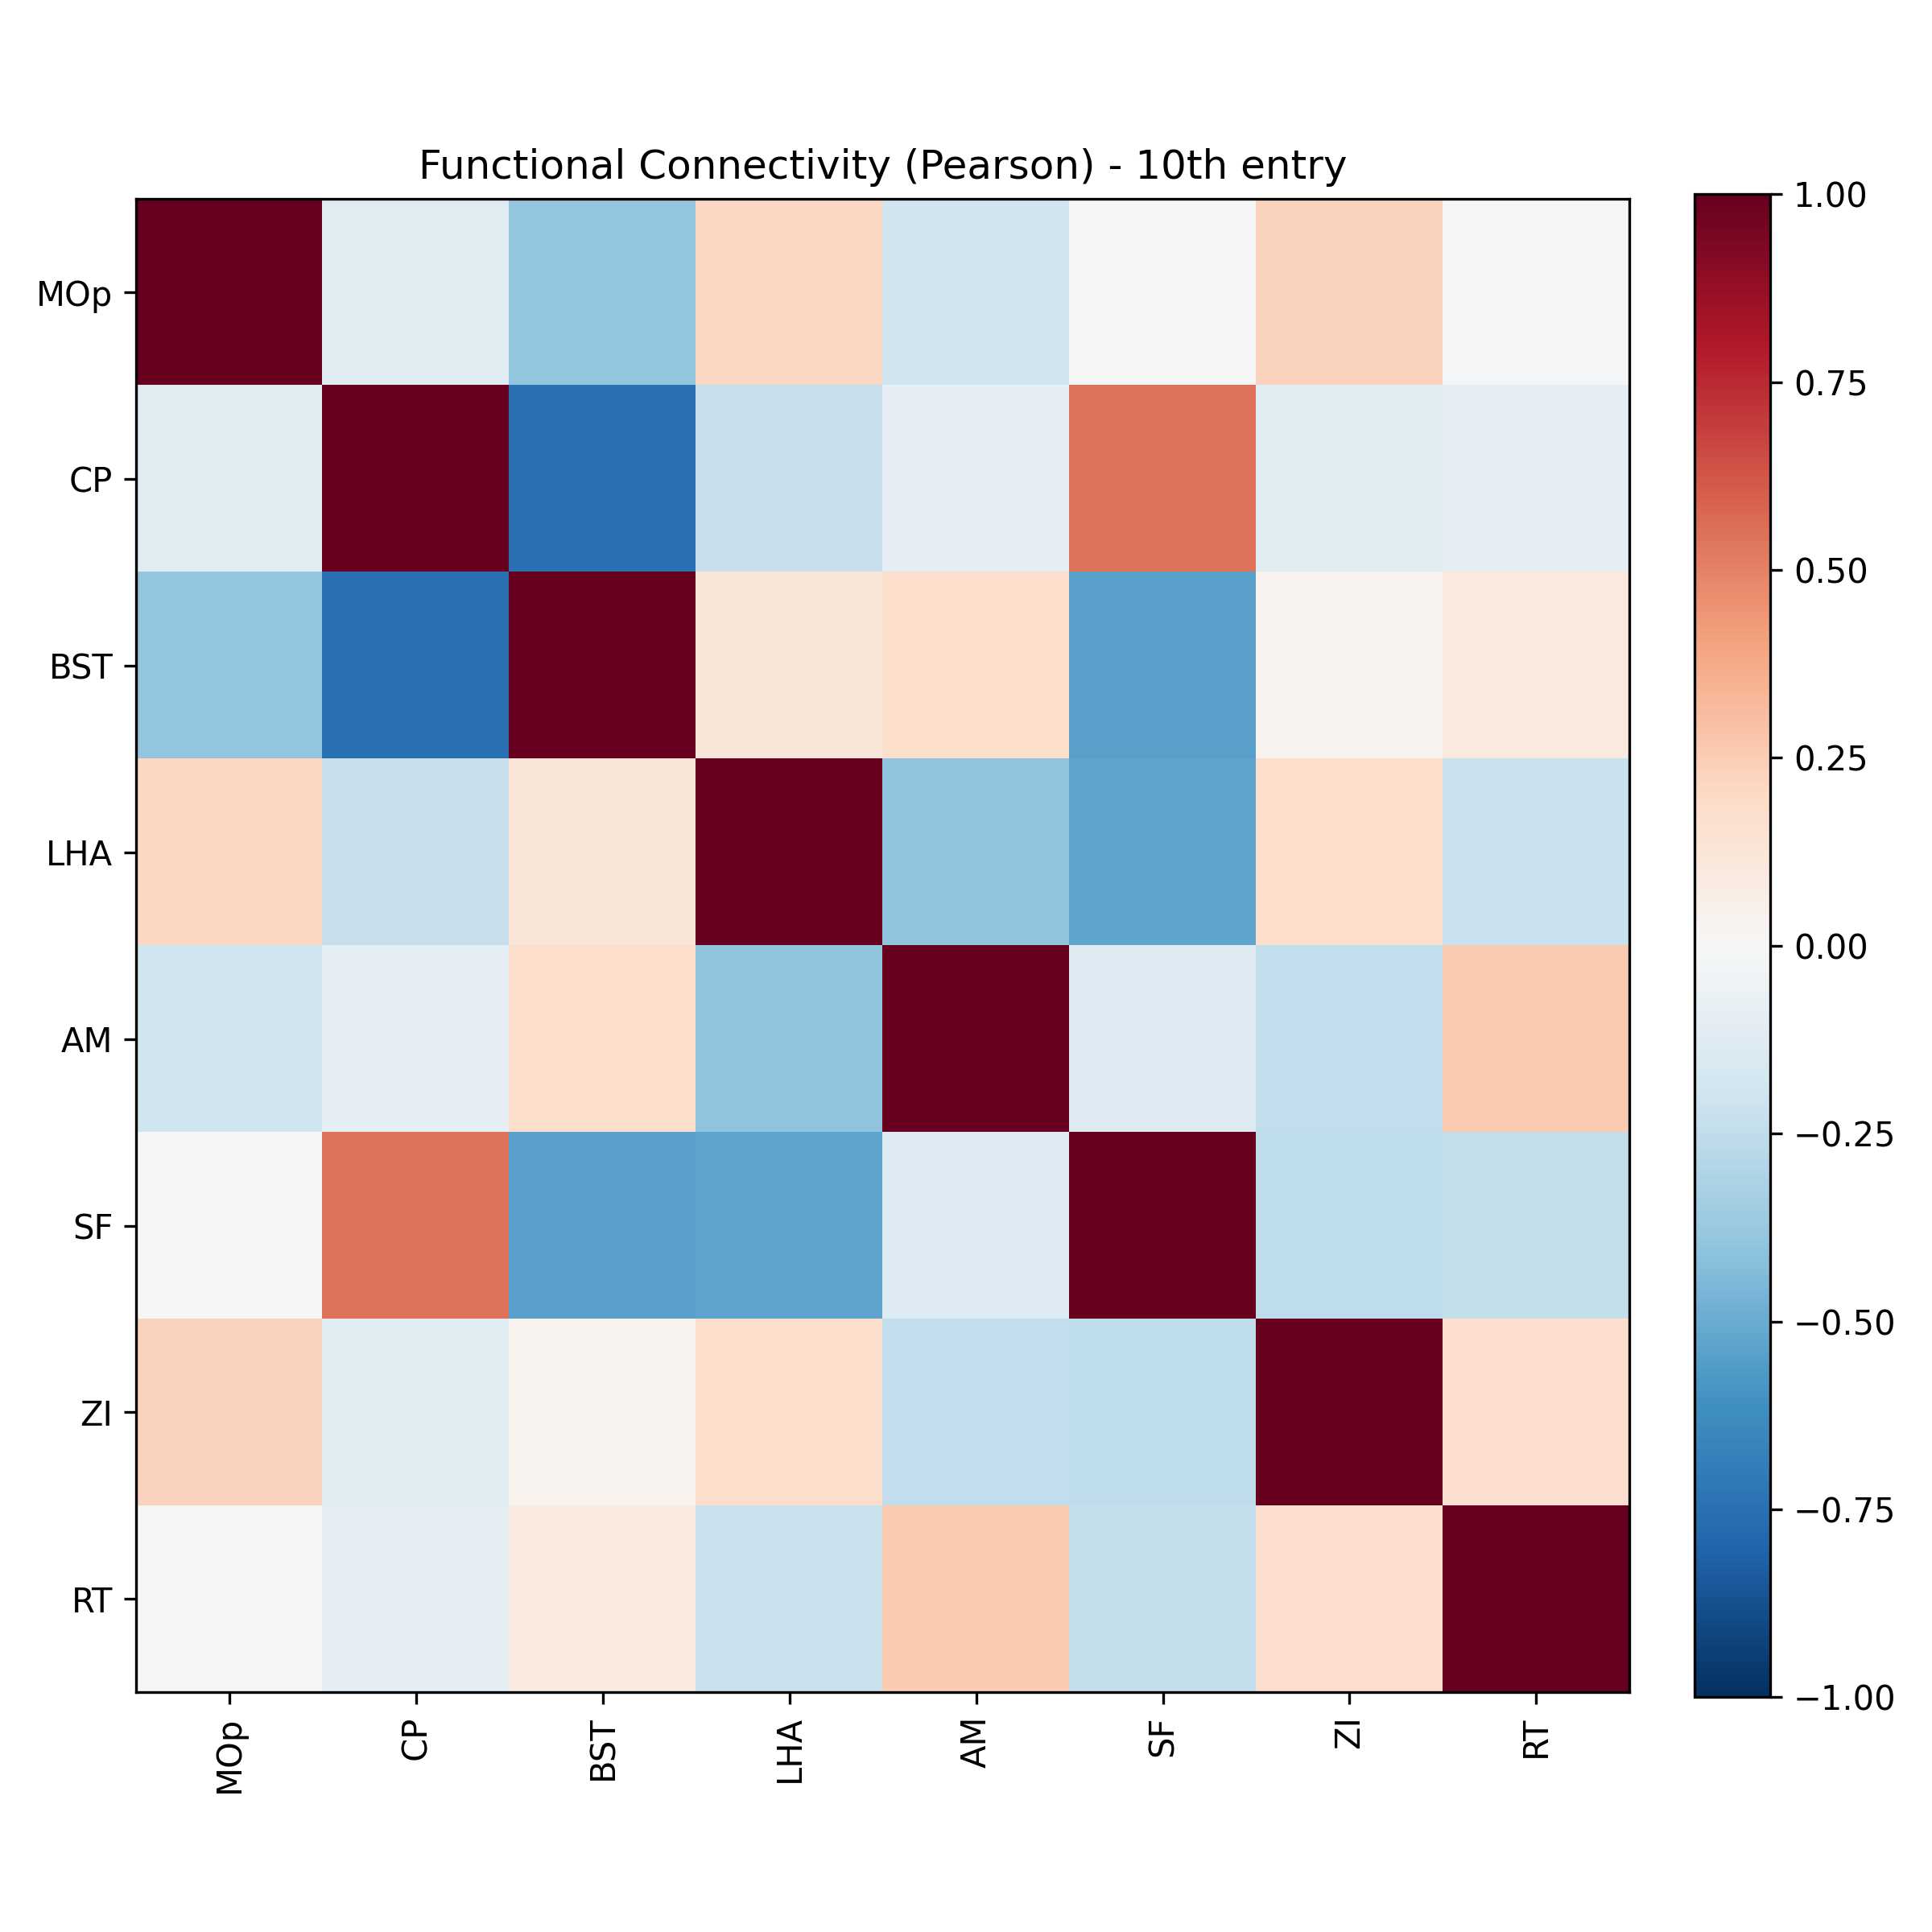 Functional Connectivity (Pearson) - 10th entry
MOp
CP
BST
LHA
AM
SF
ZI
RT
MOp
CP
BST
LHA
AM
SF
ZI
RT
1.00
0.75
0.50
0.25
0.00
−0.25
−0.50
−0.75
−1.00